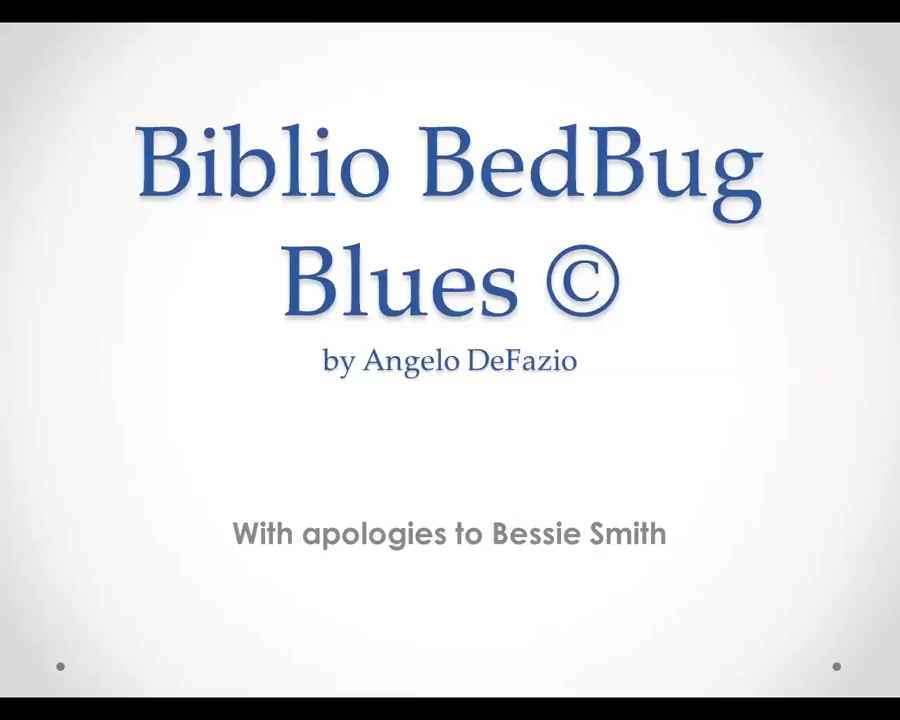 Biblio BedBug
Blues ©
by Angelo DeFazio
With apologies to Bessie Smith